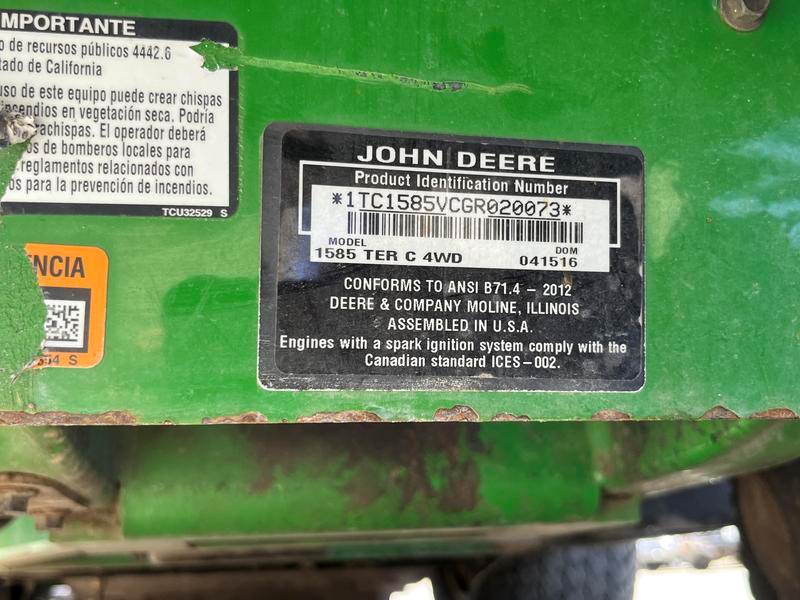 IMPORTANTE
o de recursos públicos 4442.6
tado de California
uso de este equipo puede crear chispas
incendios en vegetación seca. Podría
achispas. El operador deberá
os de bomberos locales para
reglamentos relacionados con
os para la prevención de incendios.
TCU32529 S
NCIA
S
JOHN DEERE
Product Identification Number
*1TC1585VCGR020073*
MODEL DOM
1585 TER C 4WD 041516
CONFORMS TO ANSI B71.4 – 2012
DEERE & COMPANY MOLINE, ILLINOIS
ASSEMBLED IN U.S.A.
Engines with a spark ignition system comply with the
Canadian standard ICES–002.